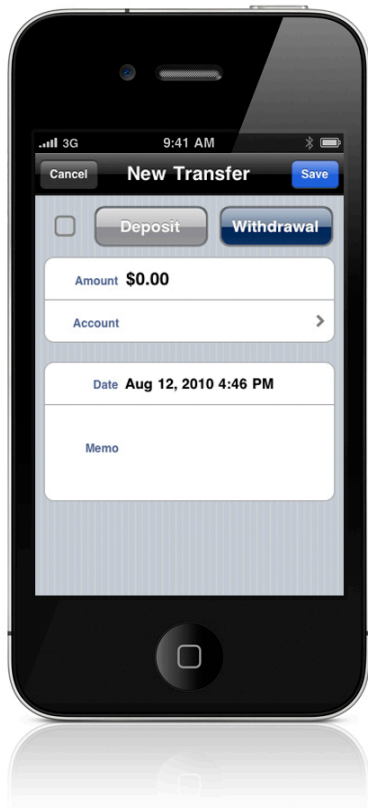 3G 9:41 AM
Cancel New Transfer Save
Deposit Withdrawal
Amount $0.00
Account
Date Aug 12, 2010 4:46 PM
Memo